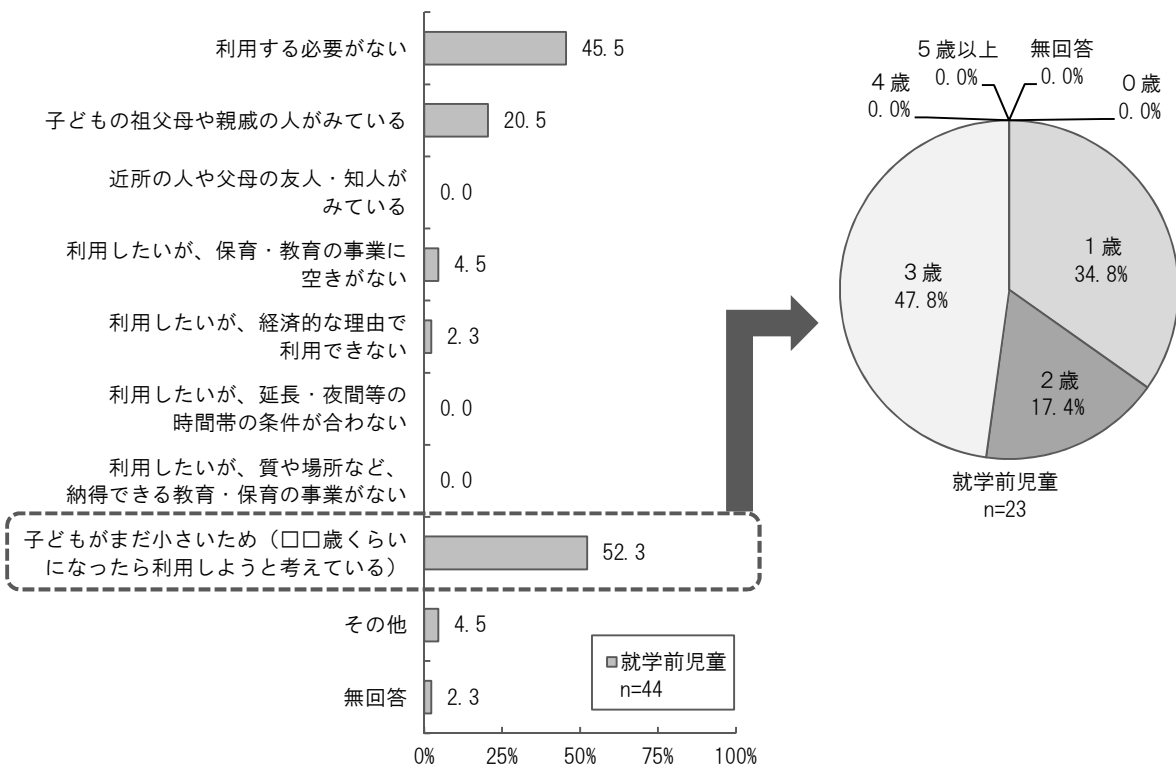 利用する必要がない
45.5
子どもの祖父母や親戚の人がみている
20.5
近所の人や父母の友人・知人が
みている
0.0
利用したいが、保育・教育の事業に
空きがない
4.5
利用したいが、経済的な理由で
利用できない
2.3
利用したいが、延長・夜間等の
時間帯の条件が合わない
0.0
利用したいが、質や場所など、
納得できる教育・保育の事業がない
0.0
子どもがまだ小さいため（□□歳くらい
になったら利用しようと考えている）
52.3
その他
4.5
無回答
2.3
0%
25%
50%
75%
100%
就学前児童
n=44
４歳
0.0%
５歳以上
0.0%
無回答
0.0%
０歳
0.0%
１歳
34.8%
２歳
17.4%
３歳
47.8%
就学前児童
n=23